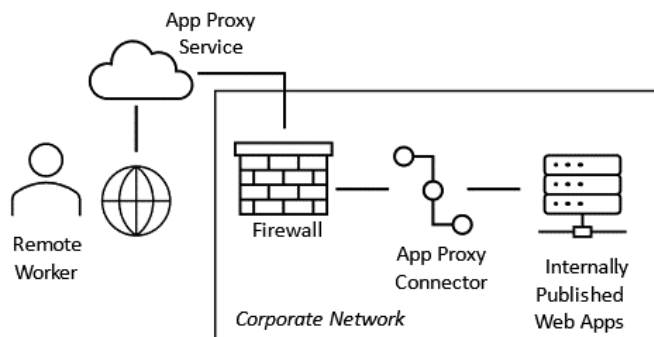 App Proxy
Service
Remote
Worker
Firewall
App Proxy
Connector
Internally
Published
Web Apps
Corporate Network